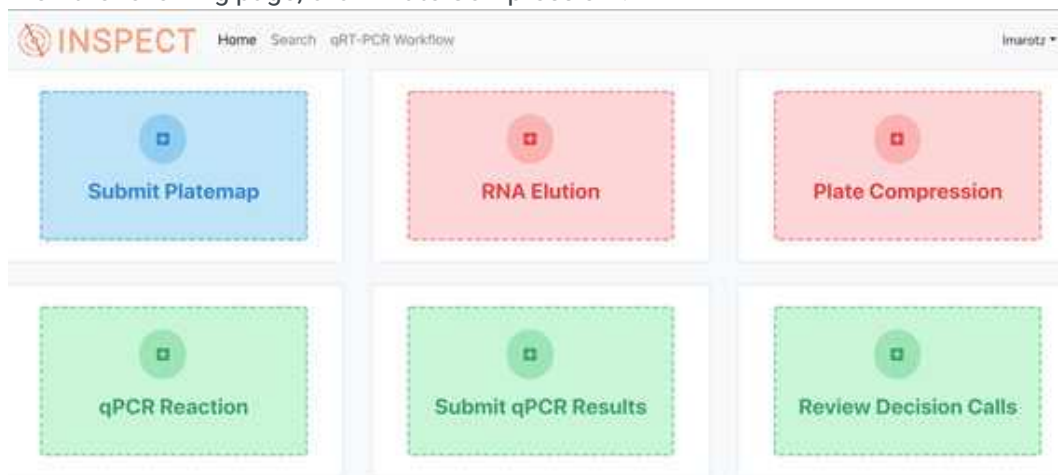 INSPECT Home Search qRT-PCR Workflow lmarotz
Submit Platemap RNA Elution Plate Compression
qPCR Reaction Submit qPCR Results Review Decision Calls